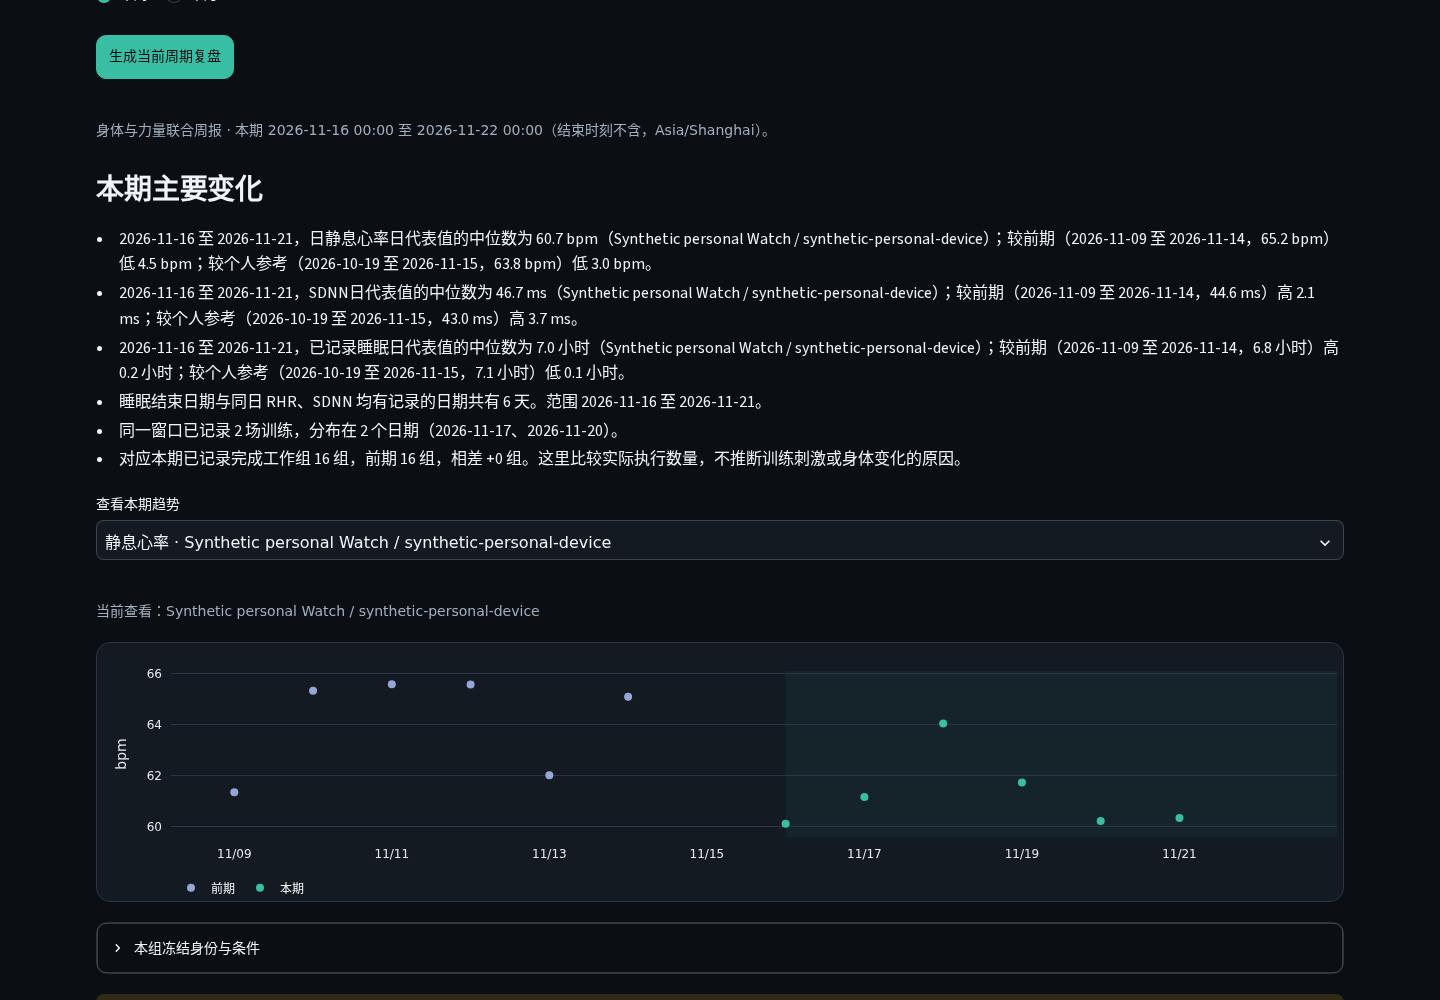 生成当前周期复盘
身体与力量联合周报 · 本期 2026-11-16 00:00 至 2026-11-22 00:00（结束时刻不含，Asia/Shanghai）。
本期主要变化
2026-11-16 至 2026-11-21，日静息心率日代表值的中位数为 60.7 bpm（Synthetic personal Watch / synthetic-personal-device）；较前期（2026-11-09 至 2026-11-14，65.2 bpm）
低 4.5 bpm；较个人参考（2026-10-19 至 2026-11-15，63.8 bpm）低 3.0 bpm。
2026-11-16 至 2026-11-21，SDNN日代表值的中位数为 46.7 ms（Synthetic personal Watch / synthetic-personal-device）；较前期（2026-11-09 至 2026-11-14，44.6 ms）高 2.1
ms；较个人参考（2026-10-19 至 2026-11-15，43.0 ms）高 3.7 ms。
2026-11-16 至 2026-11-21，已记录睡眠日代表值的中位数为 7.0 小时（Synthetic personal Watch / synthetic-personal-device）；较前期（2026-11-09 至 2026-11-14，6.8 小时）高
0.2 小时；较个人参考（2026-10-19 至 2026-11-15，7.1 小时）低 0.1 小时。
睡眠结束日期与同日 RHR、SDNN 均有记录的日期共有 6 天。范围 2026-11-16 至 2026-11-21。
同一窗口已记录 2 场训练，分布在 2 个日期（2026-11-17、2026-11-20）。
对应本期已记录完成工作组 16 组，前期 16 组，相差 +0 组。这里比较实际执行数量，不推断训练刺激或身体变化的原因。
查看本期趋势
静息心率 · Synthetic personal Watch / synthetic-personal-device
当前查看：Synthetic personal Watch / synthetic-personal-device
66
64
62
60
bpm
11/09 11/11 11/13 11/15 11/17 11/19 11/21
前期 本期
本组冻结身份与条件